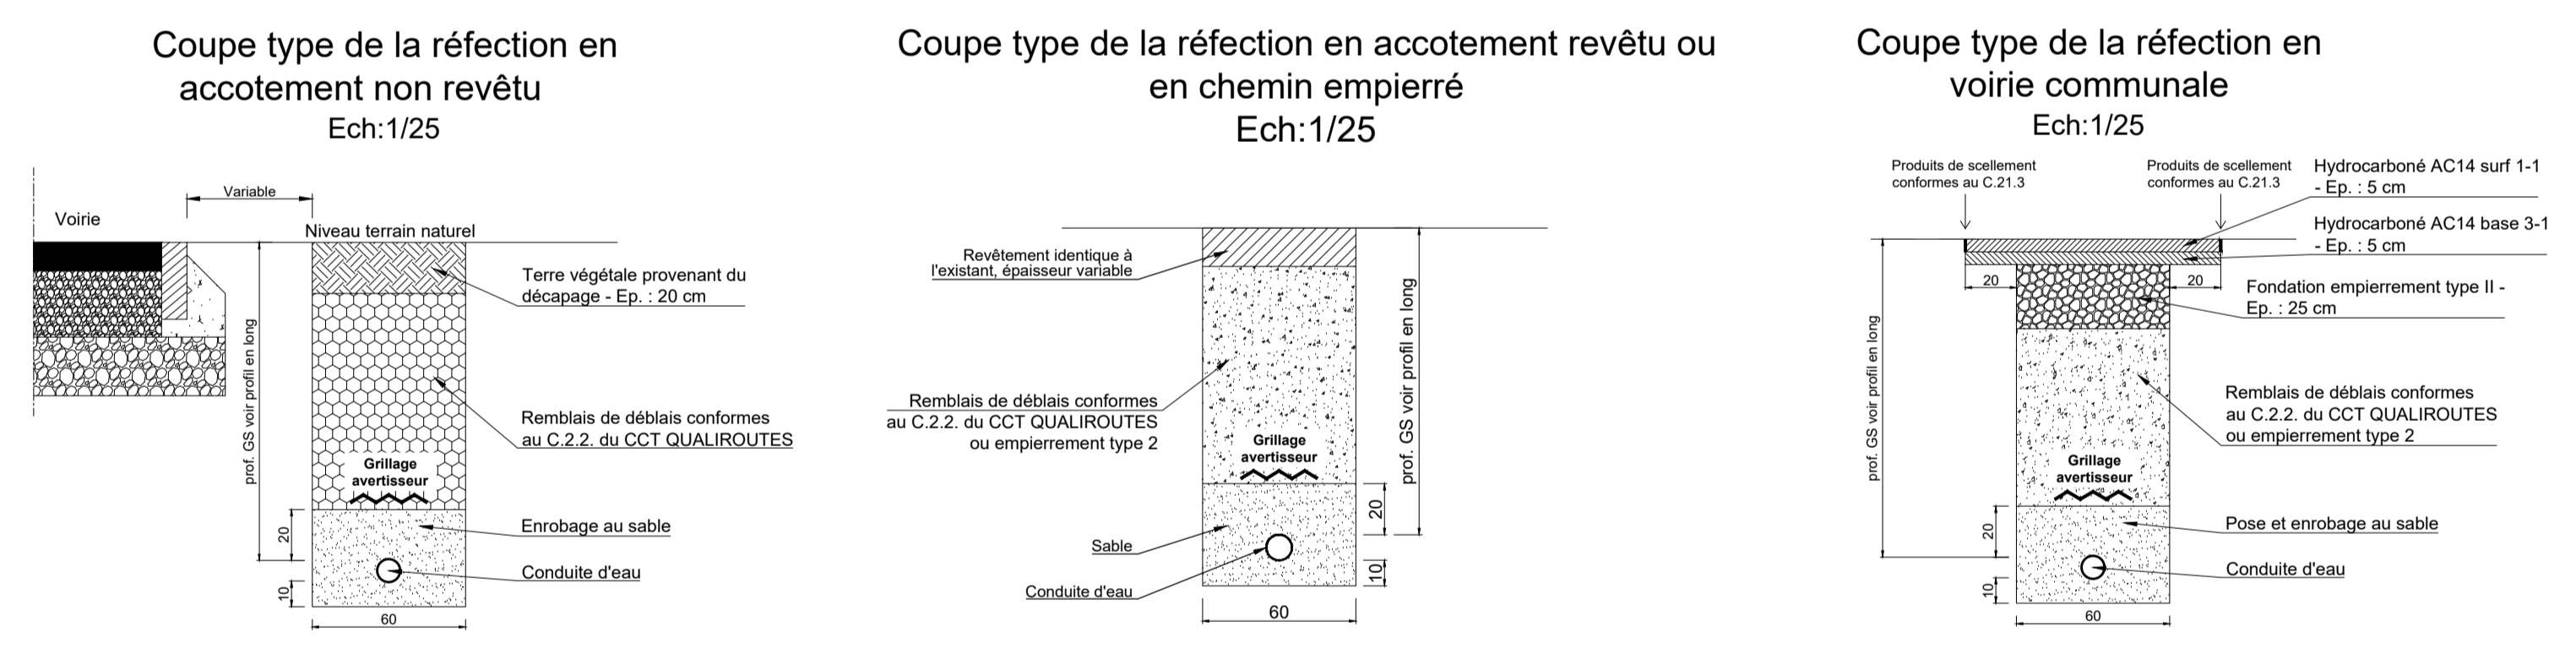 Coupe type de la réfection en
accotement non revêtu
Ech:1/25
Variable
Voirie
Niveau terrain naturel
Terre végétale provenant du
décapage - Ep. : 20 cm
prof. GS voir profil en long
Remblais de déblais conformes
au C.2.2. du CCT QUALIROUTES
Grillage
avertisseur
Enrobage au sable
20
Conduite d'eau
10
60
Coupe type de la réfection en accotement revêtu ou
en chemin empierré
Ech:1/25
Revêtement identique à
l'existant, épaisseur variable
prof. GS voir profil en long
Remblais de déblais conformes
au C.2.2. du CCT QUALIROUTES
ou empierrement type 2
Grillage
avertisseur
20
Sable
10
Conduite d'eau
60
Coupe type de la réfection en
voirie communale
Ech:1/25
Produits de scellement
conformes au C.21.3
Produits de scellement
conformes au C.21.3
Hydrocarboné AC14 surf 1-1
- Ep. : 5 cm
Hydrocarboné AC14 base 3-1
- Ep. : 5 cm
20
20
Fondation empierrement type II -
Ep. : 25 cm
prof. GS voir profil en long
Remblais de déblais conformes
au C.2.2. du CCT QUALIROUTES
ou empierrement type 2
Grillage
avertisseur
Pose et enrobage au sable
20
Conduite d'eau
10
60